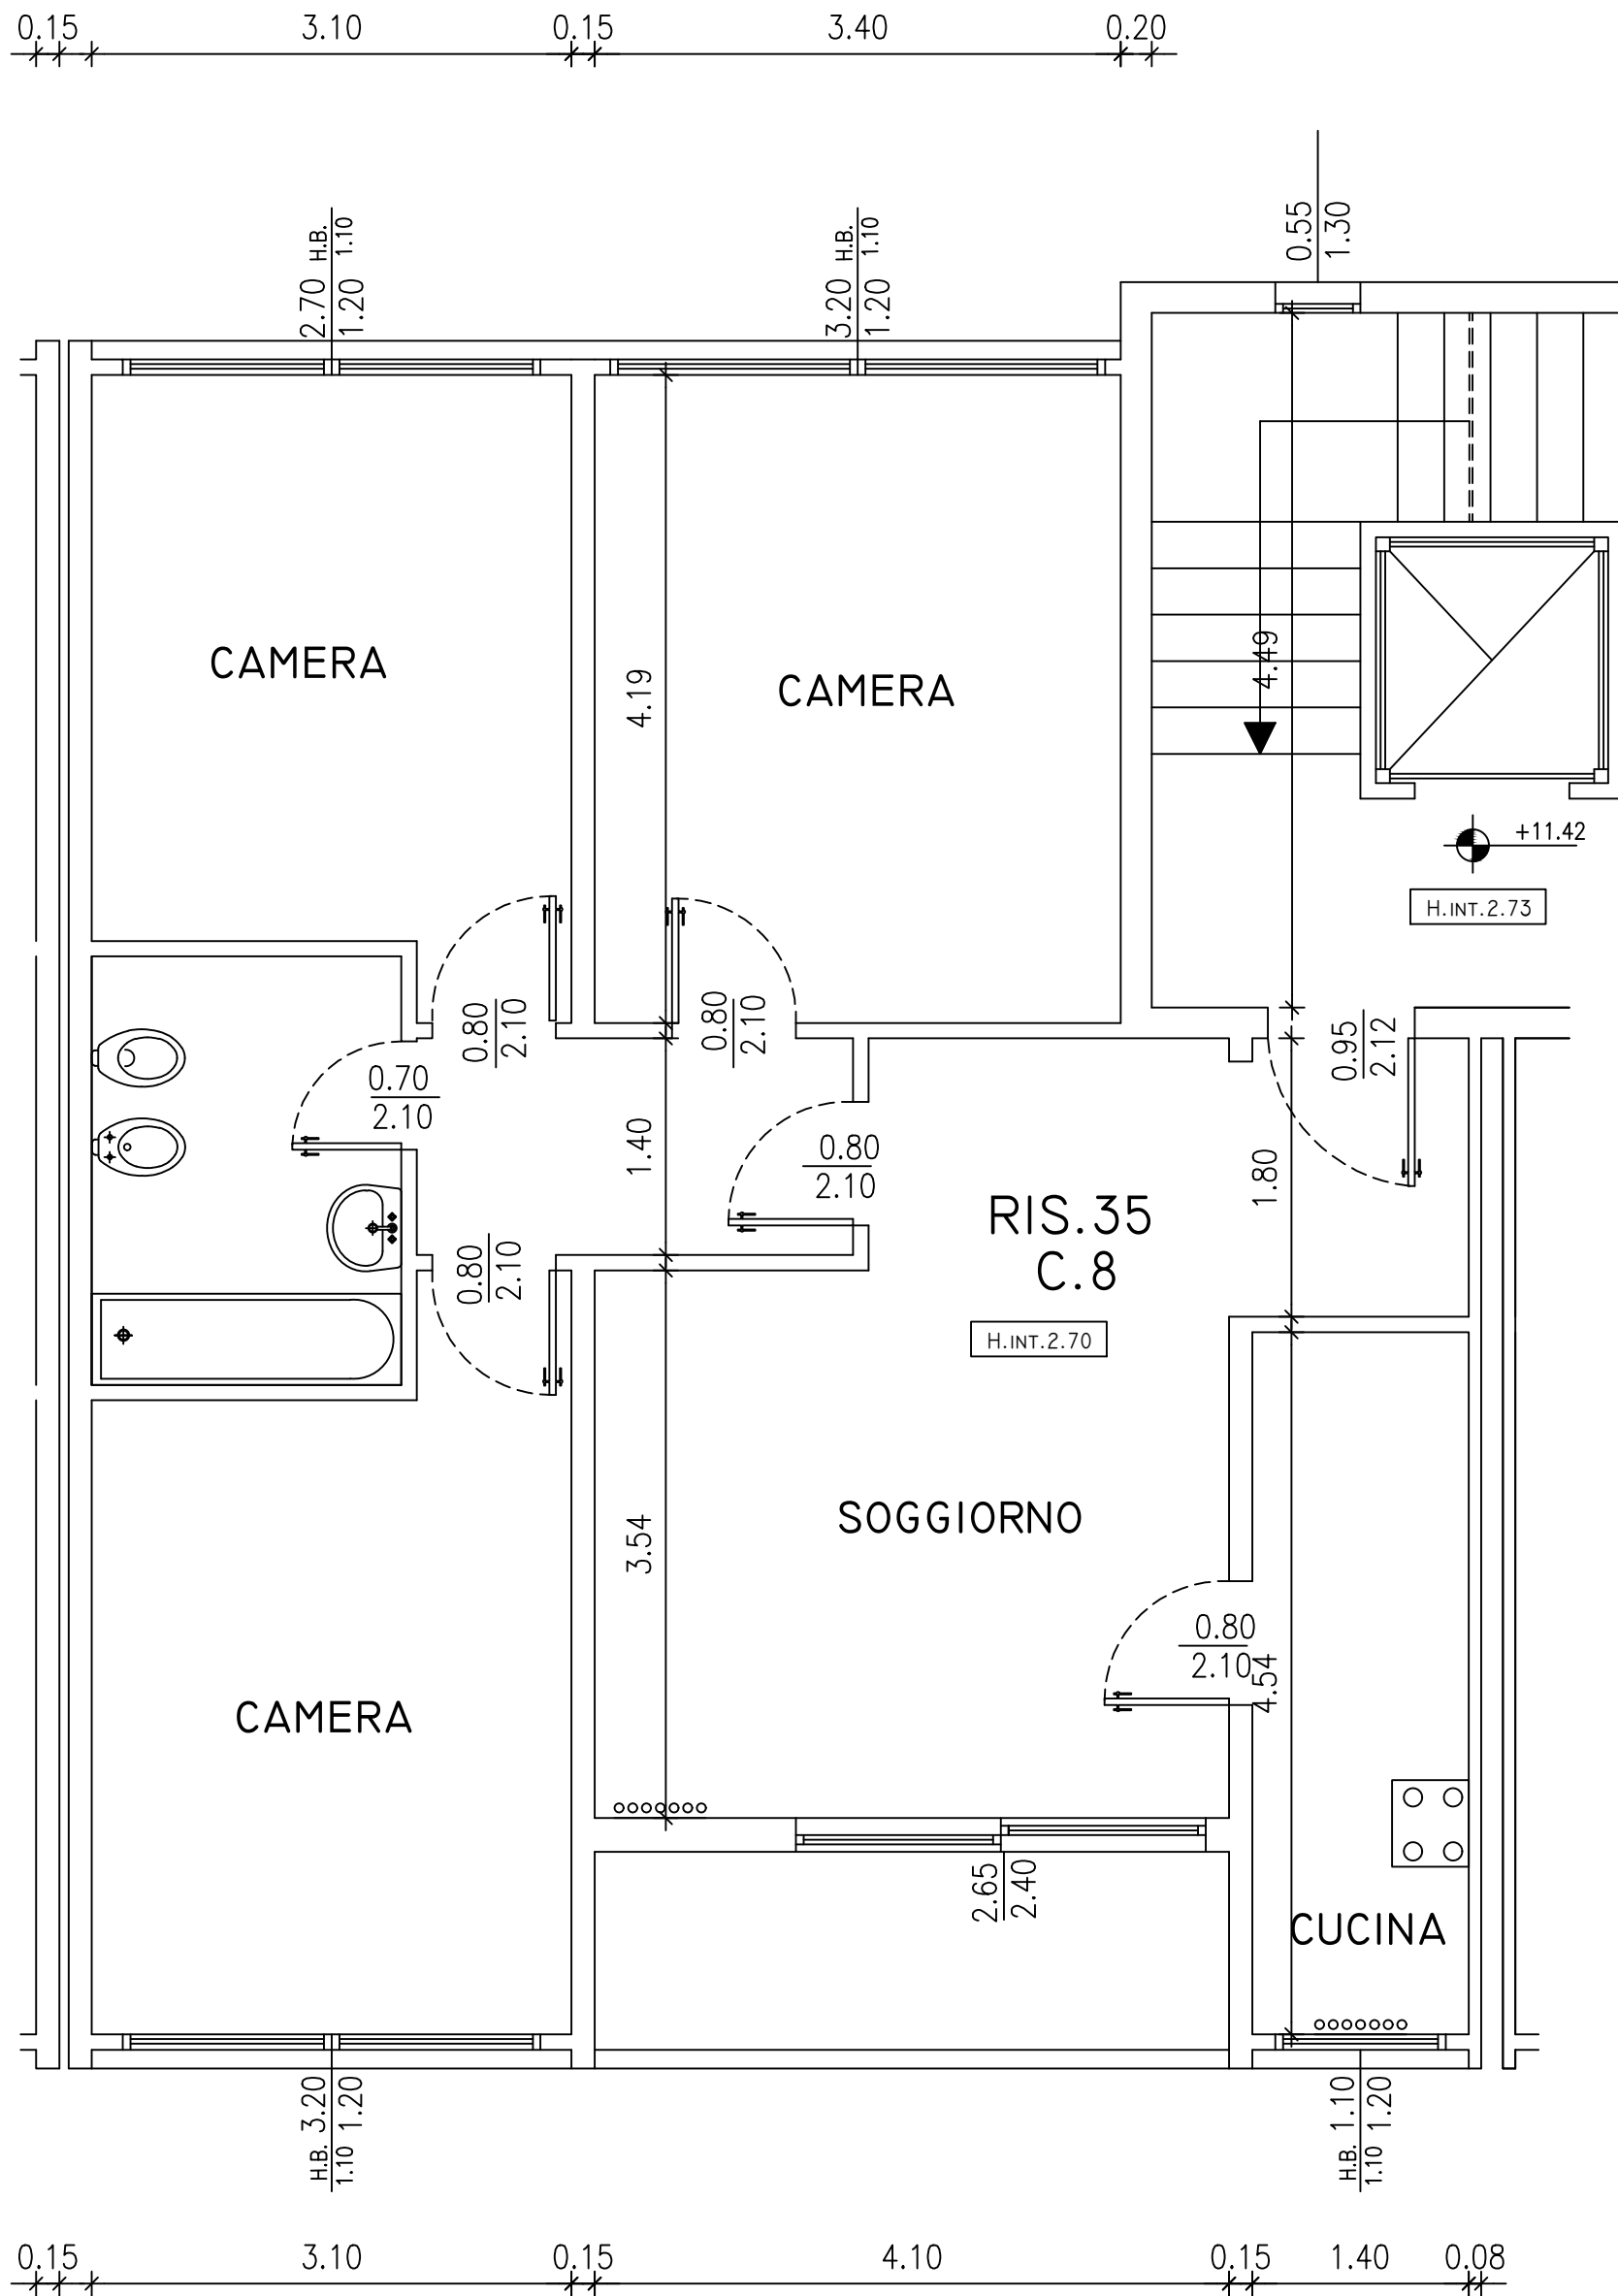 0.15 3.10 0.15 3.40 0.20
0.55
1.30
2.70 H.B.
1.20 1.10
3.20 H.B.
1.20 1.10
CAMERA
CAMERA
4.19
4.49
+11.42
H.INT.2.73
0.80
2.10
0.80
2.10
0.95
2.12
0.70
2.10
1.40
0.80
2.10
1.80
RIS.35
C.8
0.80
2.10
H.INT.2.70
SOGGIORNO
3.54
0.80
2.10
4.54
CAMERA
2.65
2.40
CUCINA
H.B. 3.20
1.10 1.20
H.B. 1.10
1.10 1.20
0.15 3.10 0.15 4.10 0.15 1.40 0.08